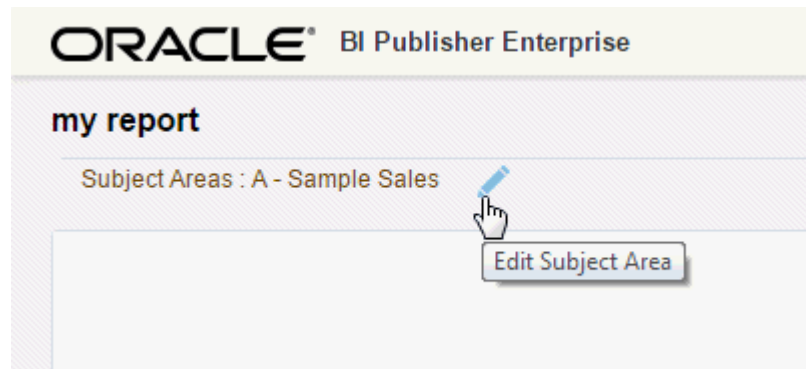 ORACLE® BI Publisher Enterprise
my report
Subject Areas : A - Sample Sales
Edit Subject Area